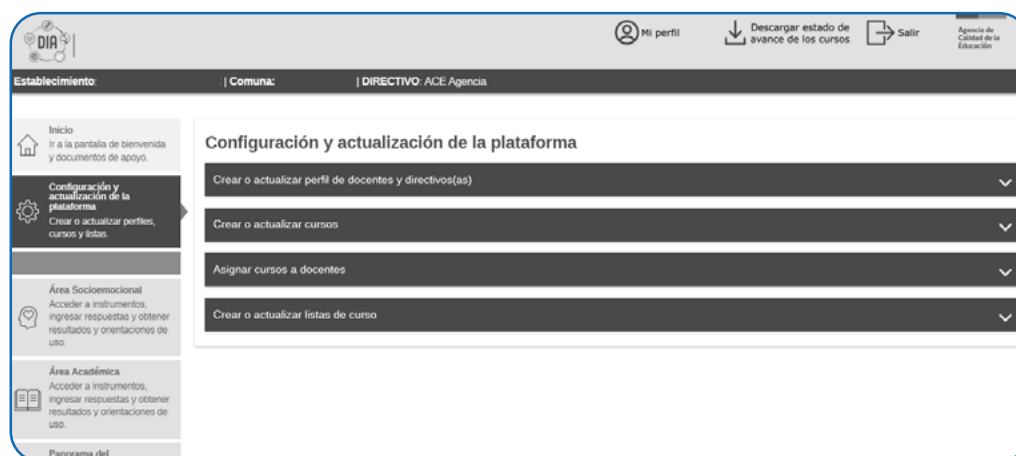 DIA
Mi perfil
Descargar estado de
avance de los cursos
Salir
Agencia de
Calidad de la
Educación
Establecimiento: | Comuna: | DIRECTIVO: ACE Agencia
Inicio
Ir a la pantalla de bienvenida
y documentos de apoyo.
Configuración y
actualización de la
plataforma
Crear o actualizar perfiles,
cursos y listas.
Área Socioemocional
Acceder a instrumentos,
ingresar respuestas y obtener
resultados y orientaciones de
uso.
Área Académica
Acceder a instrumentos,
ingresar respuestas y obtener
resultados y orientaciones de
uso.
Panorama del
Configuración y actualización de la plataforma
Crear o actualizar perfil de docentes y directivos(as)
Crear o actualizar cursos
Asignar cursos a docentes
Crear o actualizar listas de curso